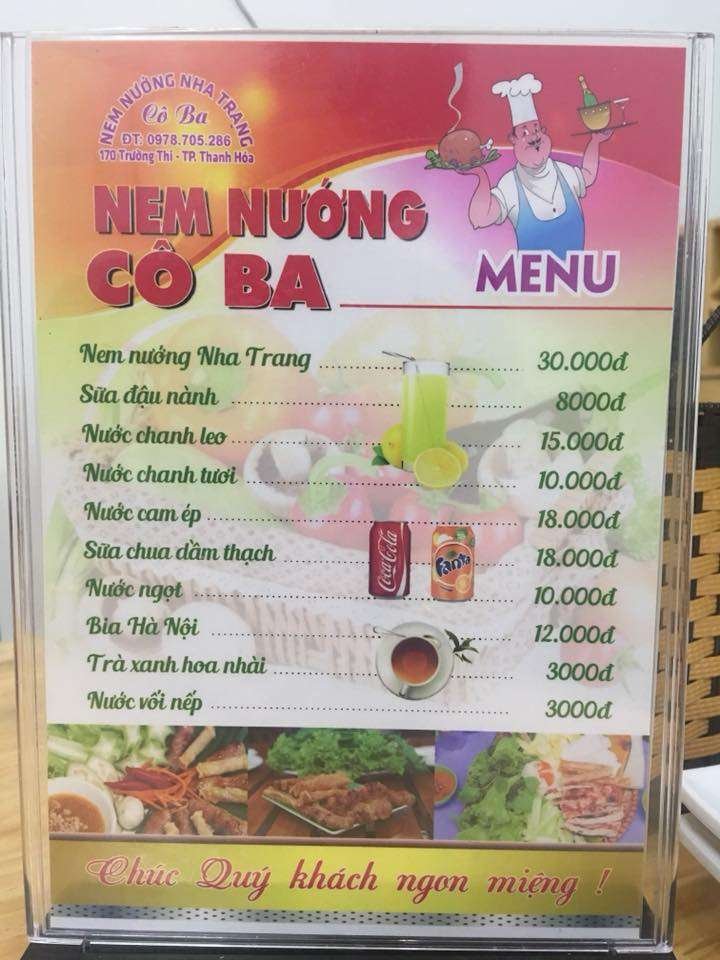 NEM NƯỚNG NHA TRANG
Cô Ba
ĐT: 0978.705.286
170 Trường Thi - TP. Thanh Hóa
NEM NƯỚNG
CÔ BA
MENU
Nem nướng Nha Trang 30.000đ
Sữa đậu nành 8000đ
Nước chanh leo 15.000đ
Nước chanh tươi 10.000đ
Nước cam ép 18.000đ
Sữa chua dầm thạch 18.000đ
Nước ngọt 10.000đ
Bia Hà Nội 12.000đ
Trà xanh hoa nhài 3000đ
Nước vối nếp 3000đ
Coca-Cola
Fanta
Chúc Quý khách ngon miệng !